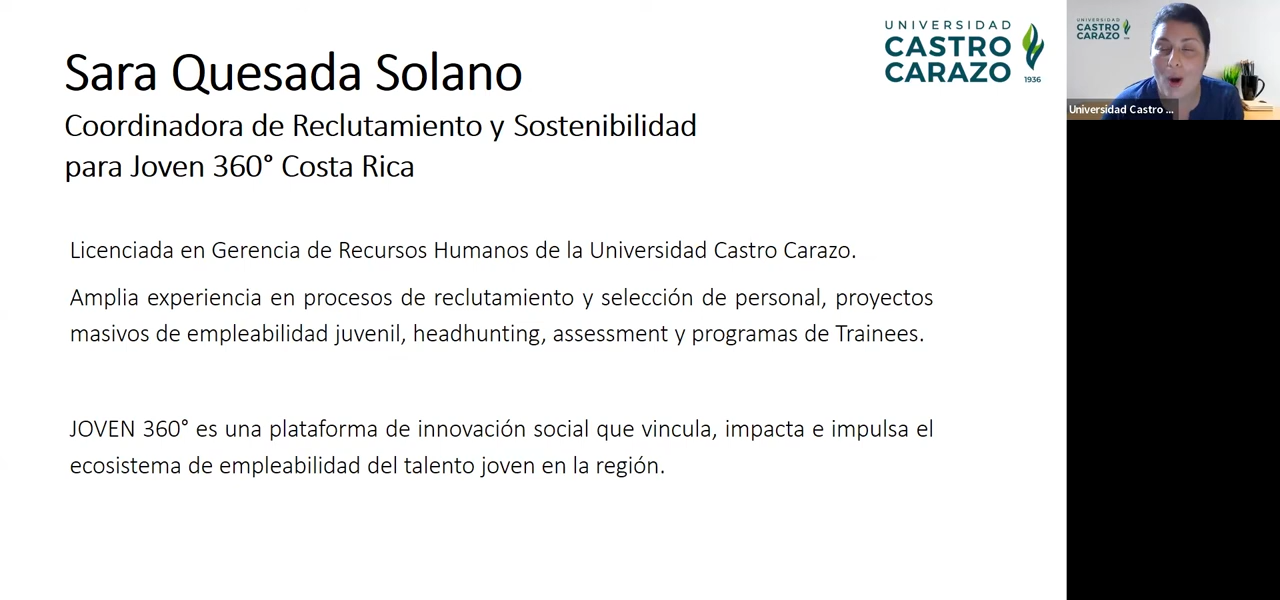 Sara Quesada Solano
Coordinadora de Reclutamiento y Sostenibilidad
para Joven 360° Costa Rica
Licenciada en Gerencia de Recursos Humanos de la Universidad Castro Carazo.
Amplia experiencia en procesos de reclutamiento y selección de personal, proyectos
masivos de empleabilidad juvenil, headhunting, assessment y programas de Trainees.
JOVEN 360° es una plataforma de innovación social que vincula, impacta e impulsa el
ecosistema de empleabilidad del talento joven en la región.
UNIVERSIDAD
CASTRO
CARAZO
1936
UNIVERSIDAD
CASTRO
CARAZO
Universidad Castro ...